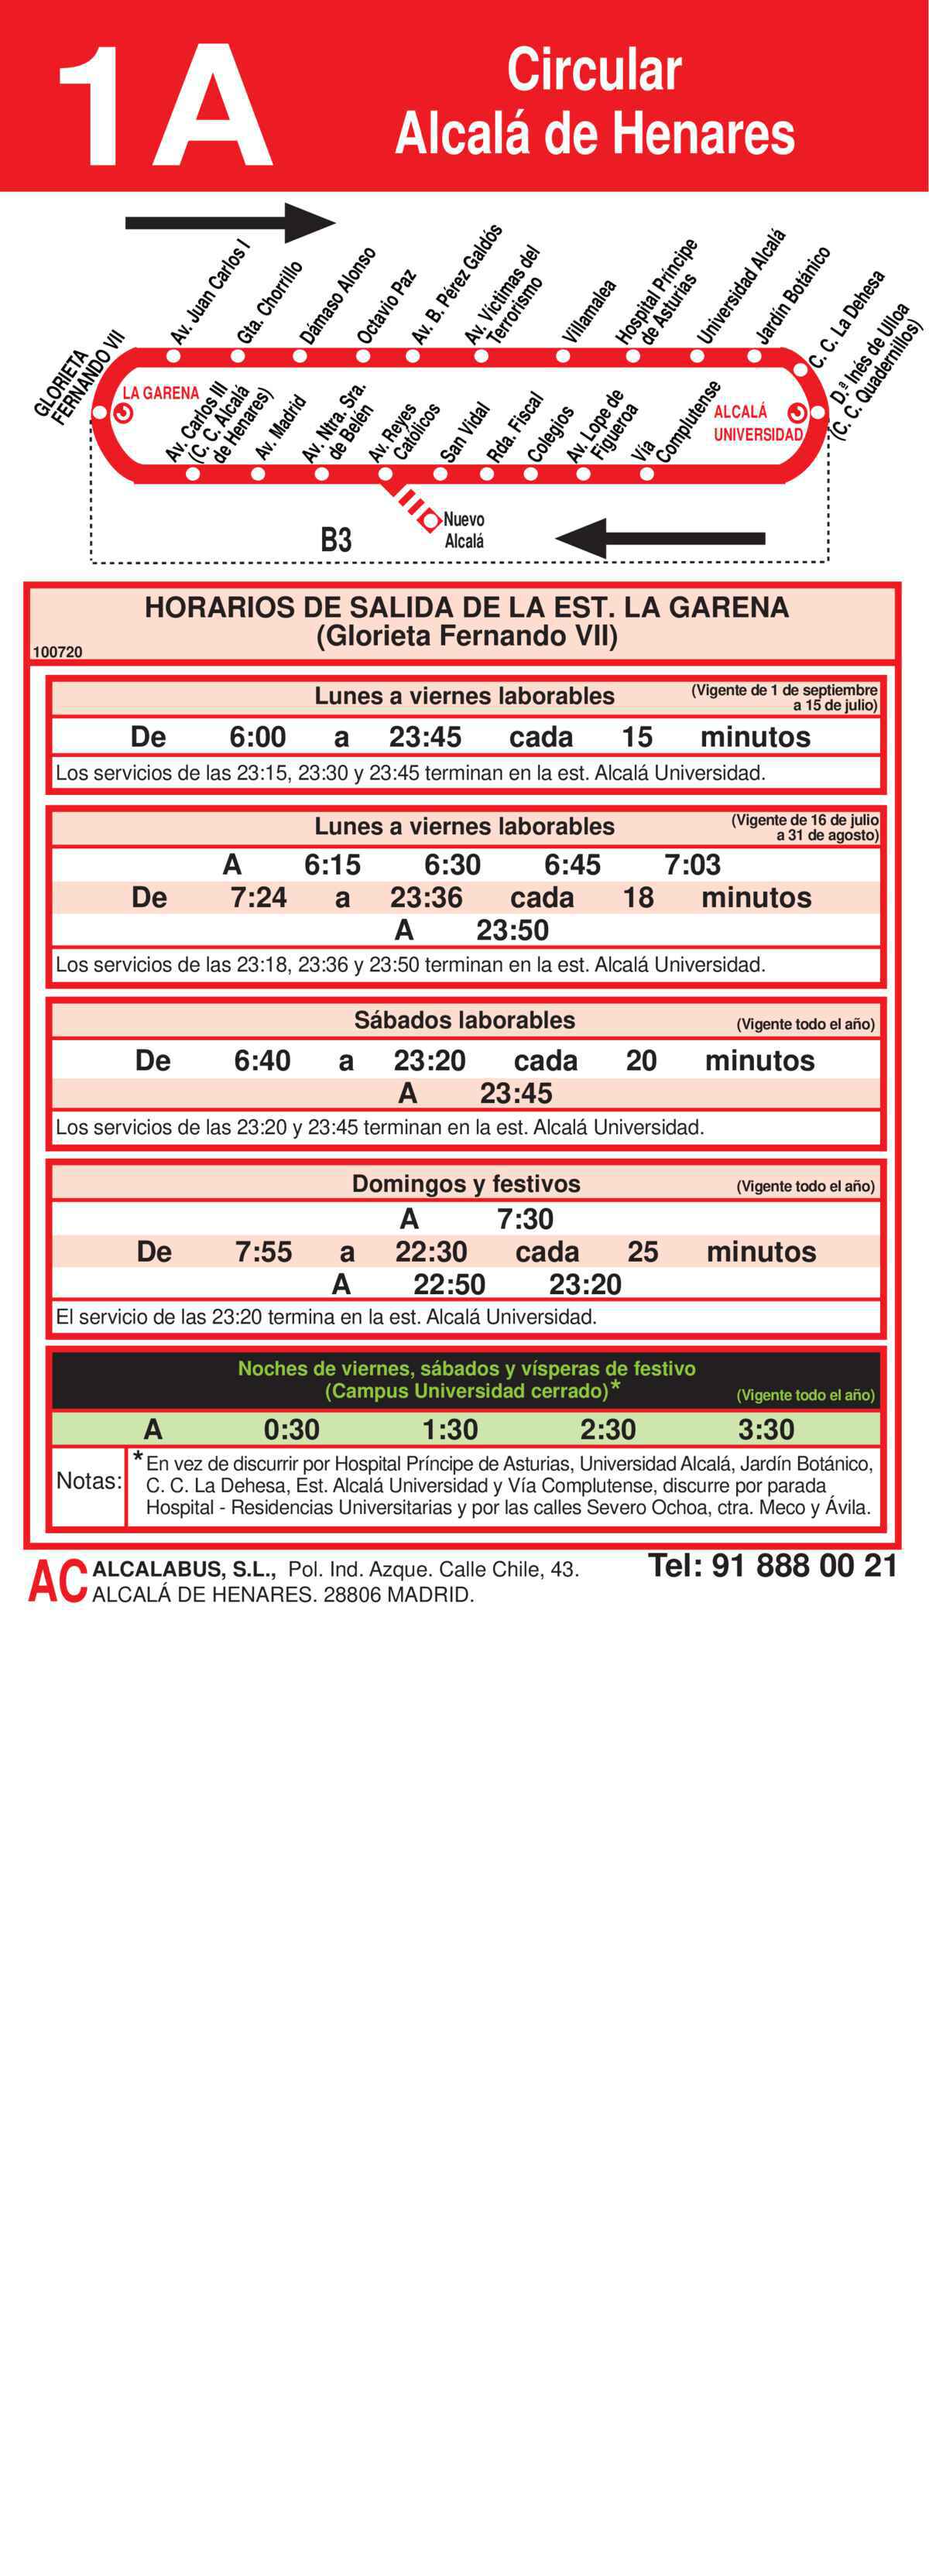 1A
Circular
Alcalá de Henares
GLORIETA
FERNANDO VII
Av. Juan Carlos I
Gta. Chorrillo
Dámaso Alonso
Octavio Paz
Av. B. Pérez Galdós
Av. Víctimas del
Terrorismo
Villamalea
Hospital Príncipe
de Asturias
Universidad Alcalá
Jardín Botánico
C. C. La Dehesa
D.ª Inés de Ulloa
(C. C. Quadernillos)
LA GARENA
Av. Carlos III
(C. C. Alcalá
de Henares)
Av. Madrid
Av. Ntra. Sra.
de Belén
Av. Reyes
Católicos
San Vidal
Rda. Fiscal
Colegios
Av. Lope de
Figueroa
Vía
Complutense
ALCALÁ
UNIVERSIDAD
Nuevo
Alcalá
B3
HORARIOS DE SALIDA DE LA EST. LA GARENA
(Glorieta Fernando VII)
100720
Lunes a viernes laborables (Vigente de 1 de septiembre
a 15 de julio)
De 6:00 a 23:45 cada 15 minutos
Los servicios de las 23:15, 23:30 y 23:45 terminan en la est. Alcalá Universidad.
Lunes a viernes laborables (Vigente de 16 de julio
a 31 de agosto)
A 6:15 6:30 6:45 7:03
De 7:24 a 23:36 cada 18 minutos
A 23:50
Los servicios de las 23:18, 23:36 y 23:50 terminan en la est. Alcalá Universidad.
Sábados laborables (Vigente todo el año)
De 6:40 a 23:20 cada 20 minutos
A 23:45
Los servicios de las 23:20 y 23:45 terminan en la est. Alcalá Universidad.
Domingos y festivos (Vigente todo el año)
A 7:30
De 7:55 a 22:30 cada 25 minutos
A 22:50 23:20
El servicio de las 23:20 termina en la est. Alcalá Universidad.
Noches de viernes, sábados y vísperas de festivo
(Campus Universidad cerrado)* (Vigente todo el año)
A 0:30 1:30 2:30 3:30
Notas:
*En vez de discurrir por Hospital Príncipe de Asturias, Universidad Alcalá, Jardín Botánico,
C. C. La Dehesa, Est. Alcalá Universidad y Vía Complutense, discurre por parada
Hospital - Residencias Universitarias y por las calles Severo Ochoa, ctra. Meco y Ávila.
AC ALCALABUS, S.L., Pol. Ind. Azque. Calle Chile, 43.
ALCALÁ DE HENARES. 28806 MADRID.
Tel: 91 888 00 21